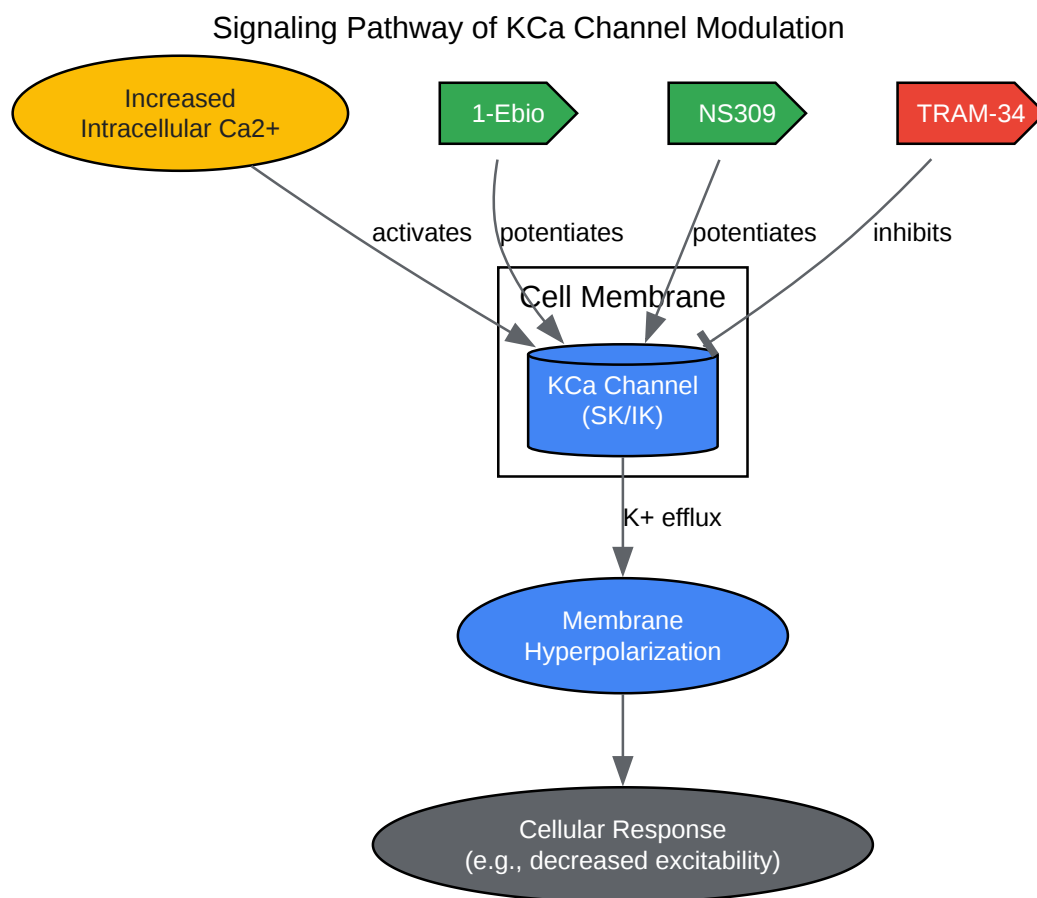 Signaling Pathway of KCa Channel Modulation
Increased
Intracellular Ca2+
1-Ebio
NS309
TRAM-34
activates
potentiates
potentiates
inhibits
Cell Membrane
KCa Channel
(SK/IK)
K+ efflux
Membrane
Hyperpolarization
Cellular Response
(e.g., decreased excitability)